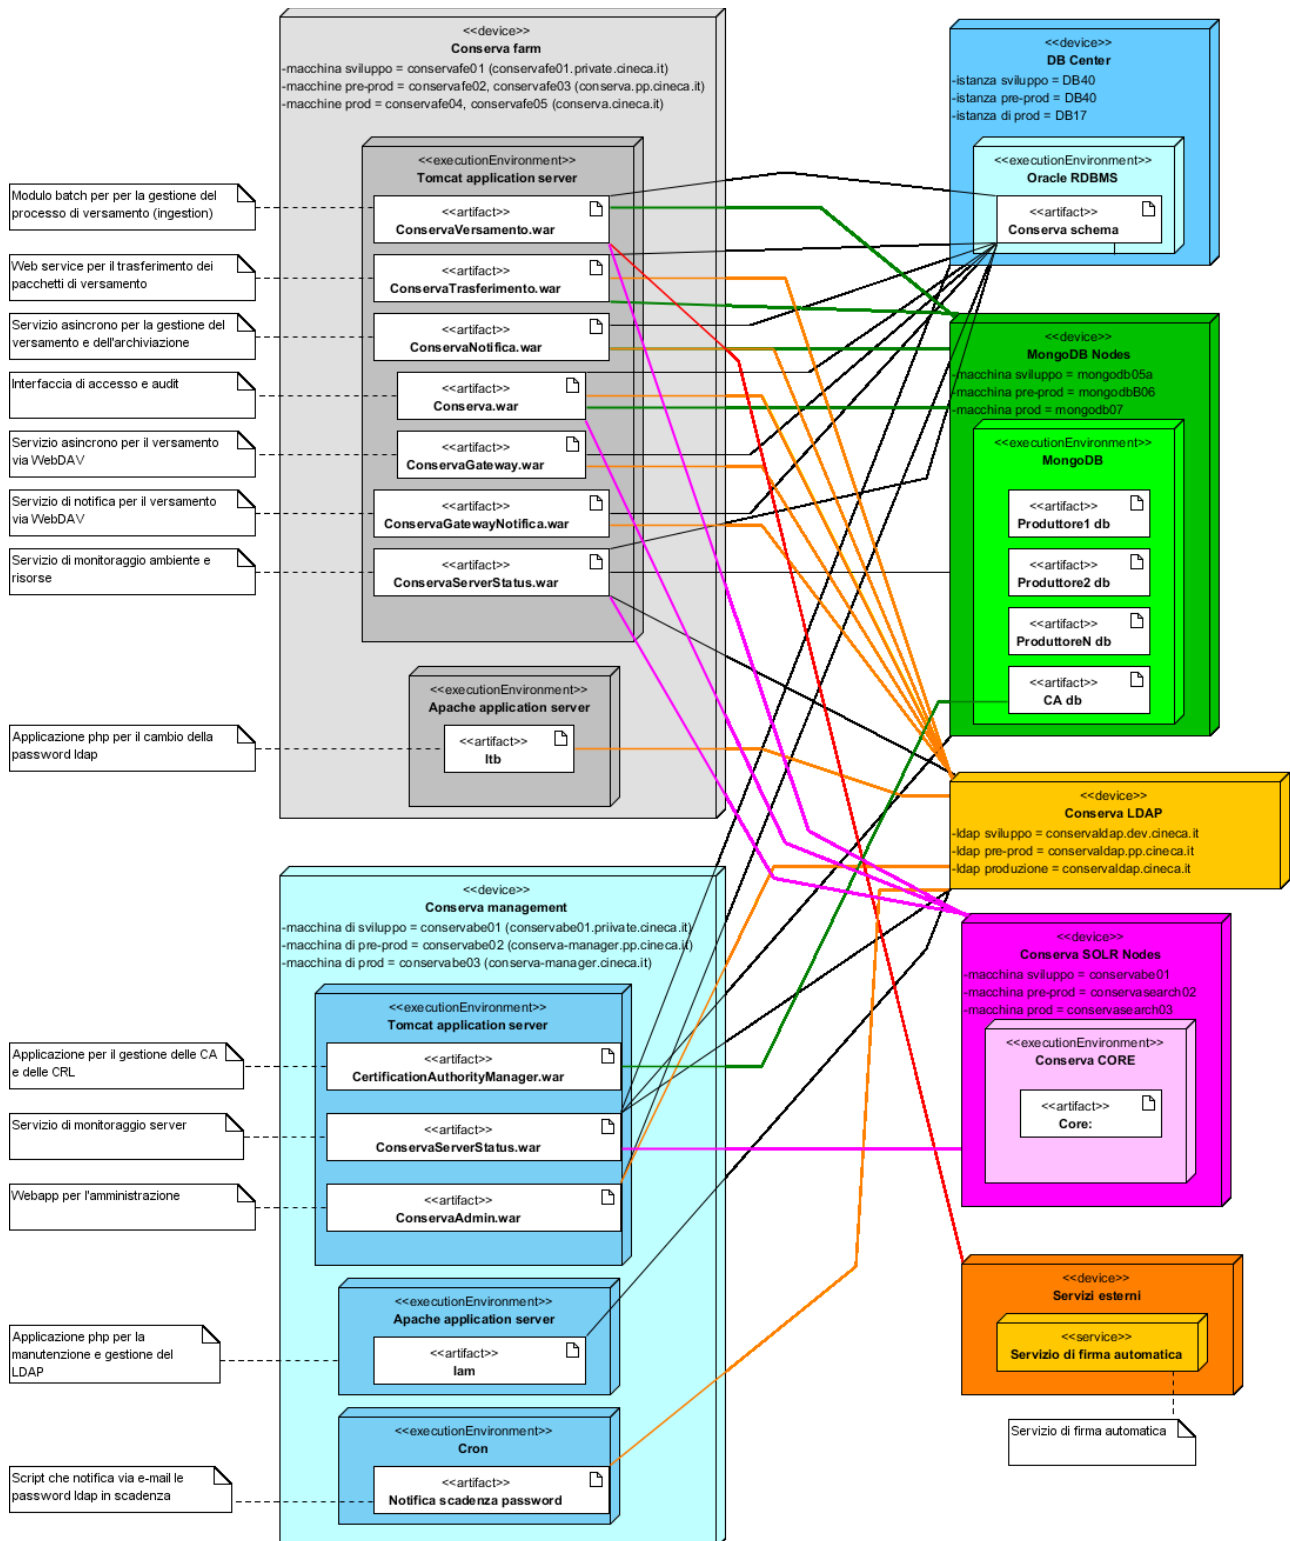 <<device>>
Conserva farm
-macchina sviluppo = conservafe01 (conservafe01.private.cineca.it)
-macchine pre-prod = conservafe02, conservafe03 (conserva.pp.cineca.it)
-macchine prod = conservafe04, conservafe05 (conserva.cineca.it)
<<executionEnvironment>>
Tomcat application server
<<artifact>>
ConservaVersamento.war
<<artifact>>
ConservaTrasferimento.war
<<artifact>>
ConservaNotifica.war
<<artifact>>
Conserva.war
<<artifact>>
ConservaGateway.war
<<artifact>>
ConservaGatewayNotifica.war
<<artifact>>
ConservaServerStatus.war
<<executionEnvironment>>
Apache application server
<<artifact>>
ltb
Modulo batch per per la gestione del
processo di versamento (ingestion)
Web service per il trasferimento dei
pacchetti di versamento
Servizio asincrono per la gestione del
versamento e dell'archiviazione
Interfaccia di accesso e audit
Servizio asincrono per il versamento
via WebDAV
Servizio di notifica per il versamento
via WebDAV
Servizio di monitoraggio ambiente e
risorse
Applicazione php per il cambio della
password ldap
<<device>>
DB Center
-istanza sviluppo = DB40
-istanza pre-prod = DB40
-istanza di prod = DB17
<<executionEnvironment>>
Oracle RDBMS
<<artifact>>
Conserva schema
<<device>>
MongoDB Nodes
-macchina sviluppo = mongodb05a
-macchina pre-prod = mongodbB06
-macchina prod = mongodb07
<<executionEnvironment>>
MongoDB
<<artifact>>
Produttore1 db
<<artifact>>
Produttore2 db
<<artifact>>
ProduttoreN db
<<artifact>>
CA db
<<device>>
Conserva LDAP
-ldap sviluppo = conservaldap.dev.cineca.it
-ldap pre-prod = conservaldap.pp.cineca.it
-ldap produzione = conservaldap.cineca.it
<<device>>
Conserva management
-macchina di sviluppo = conservabe01 (conservabe01.priivate.cineca.it)
-macchina di pre-prod = conservabe02 (conserva-manager.pp.cineca.it)
-macchina di prod = conservabe03 (conserva-manager.cineca.it)
<<executionEnvironment>>
Tomcat application server
<<artifact>>
CertificationAuthorityManager.war
<<artifact>>
ConservaServerStatus.war
<<artifact>>
ConservaAdmin.war
<<executionEnvironment>>
Apache application server
<<artifact>>
lam
<<executionEnvironment>>
Cron
<<artifact>>
Notifica scadenza password
Applicazione per il gestione delle CA
e delle CRL
Servizio di monitoraggio server
Webapp per l'amministrazione
Applicazione php per la
manutenzione e gestione del
LDAP
Script che notifica via e-mail le
password ldap in scadenza
<<device>>
Conserva SOLR Nodes
-macchina sviluppo = conservabe01
-macchina pre-prod = conservasearch02
-macchina prod = conservasearch03
<<executionEnvironment>>
Conserva CORE
<<artifact>>
Core:
<<device>>
Servizi esterni
<<service>>
Servizio di firma automatica
Servizio di firma automatica